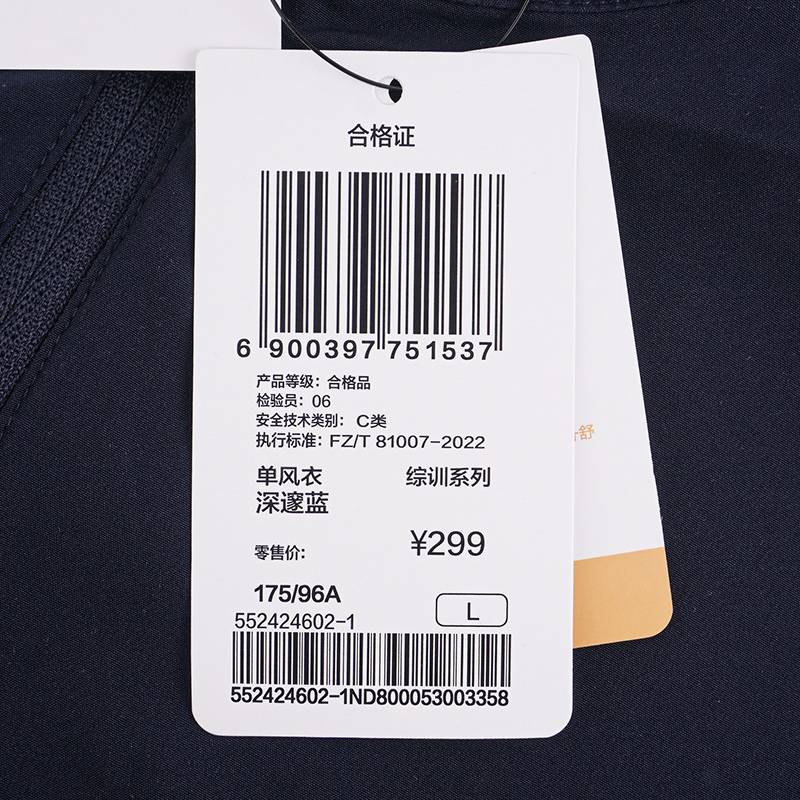 合格证
6 900397 751537
产品等级：合格品
检验员：06
安全技术类别：C类
执行标准：FZ/T 81007-2022
单风衣 综训系列
深邃蓝
零售价： ¥299
175/96A
L
552424602-1
552424602-1ND800053003358
舒